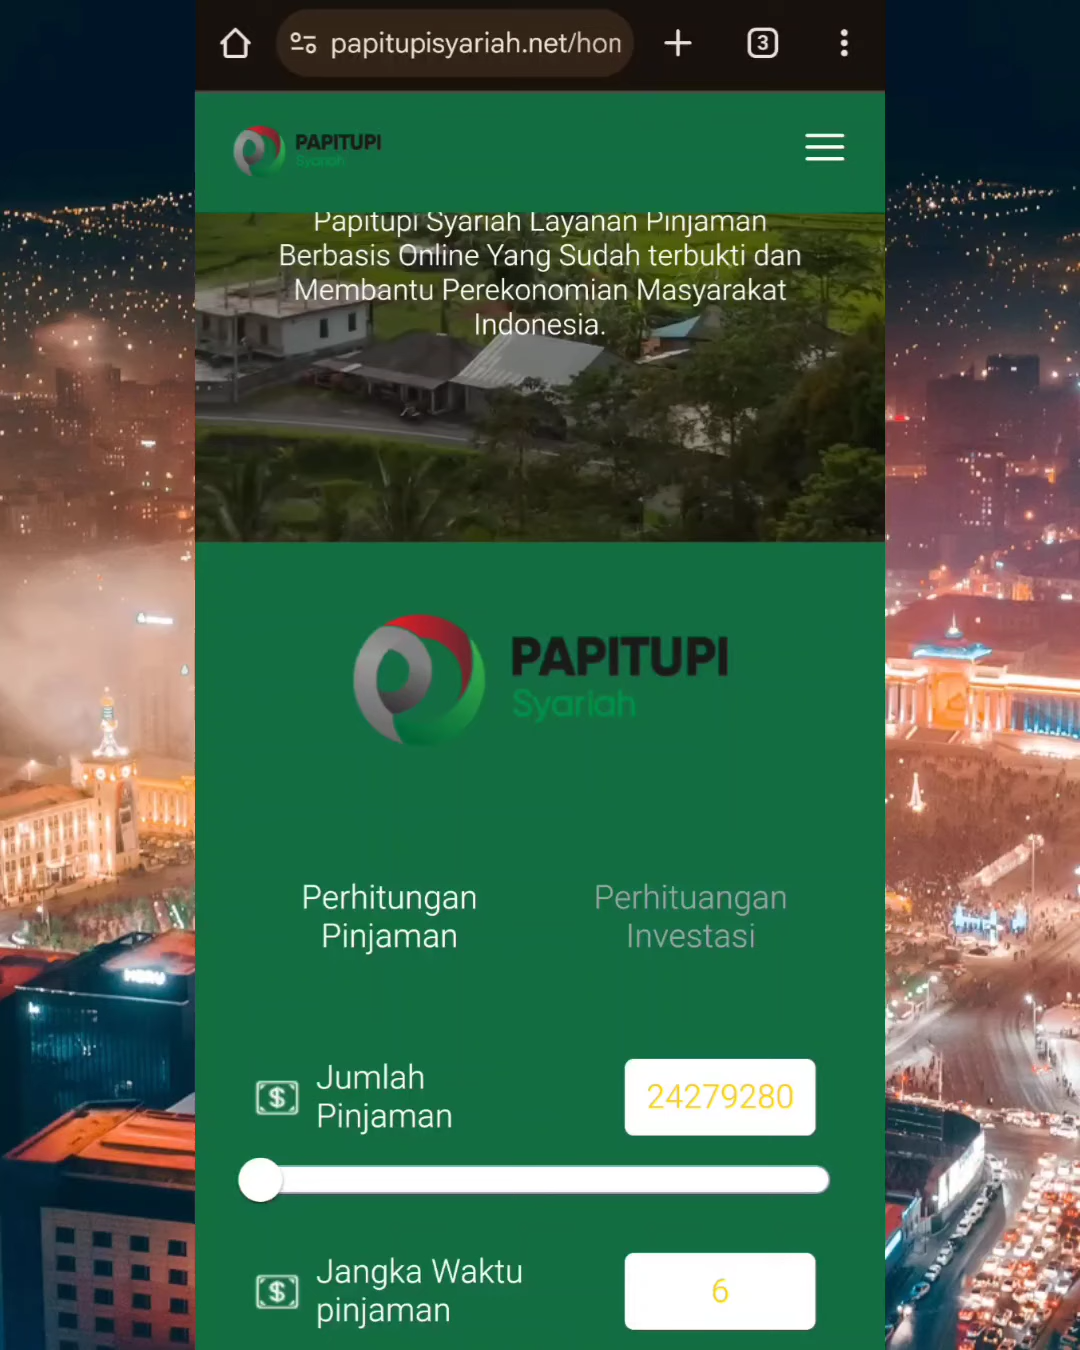 papitupisyariah.net/hon
3
PAPITUPI
Syariah
Papitupi Syariah Layanan Pinjaman
Berbasis Online Yang Sudah terbukti dan
Membantu Perekonomian Masyarakat
Indonesia.
PAPITUPI
Syariah
Perhitungan
Pinjaman
Perhituangan
Investasi
Jumlah
Pinjaman
24279280
Jangka Waktu
pinjaman
6